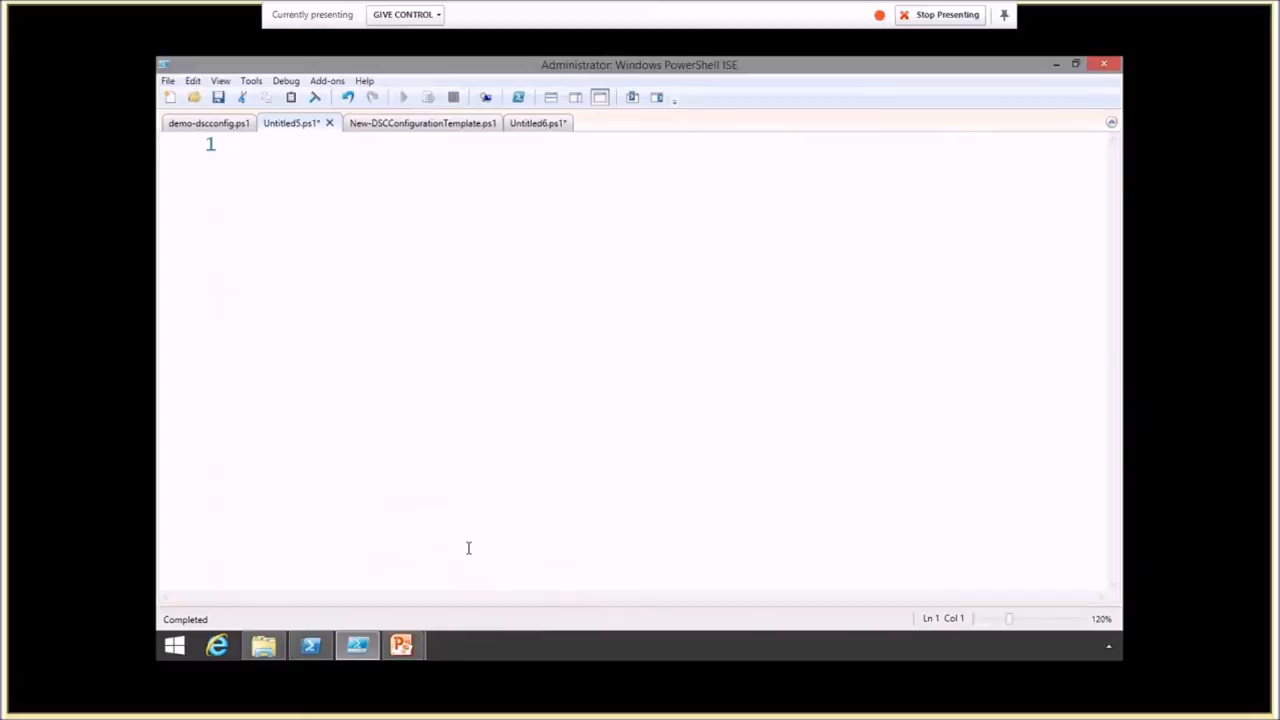 Currently presenting GIVE CONTROL Stop Presenting
Administrator: Windows PowerShell ISE
File Edit View Tools Debug Add-ons Help
demo-dscconfig.ps1 Untitled5.ps1* New-DSCConfigurationTemplate.ps1 Untitled6.ps1*
1
Completed Ln 1 Col 1 120%